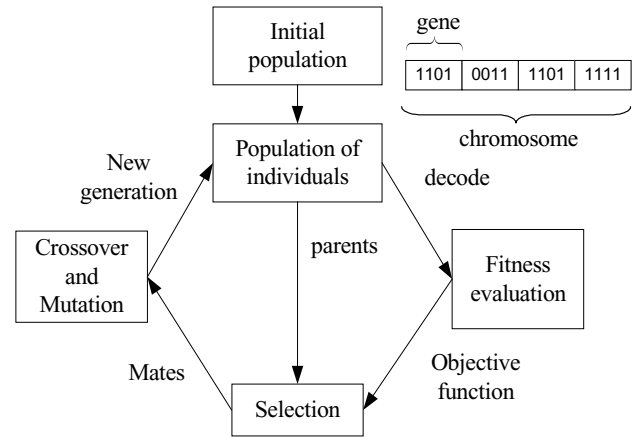 Initial
population
gene
1101 0011 1101 1111
chromosome
Population of
individuals
New
generation
decode
parents
Crossover
and
Mutation
Fitness
evaluation
Mates
Objective
function
Selection